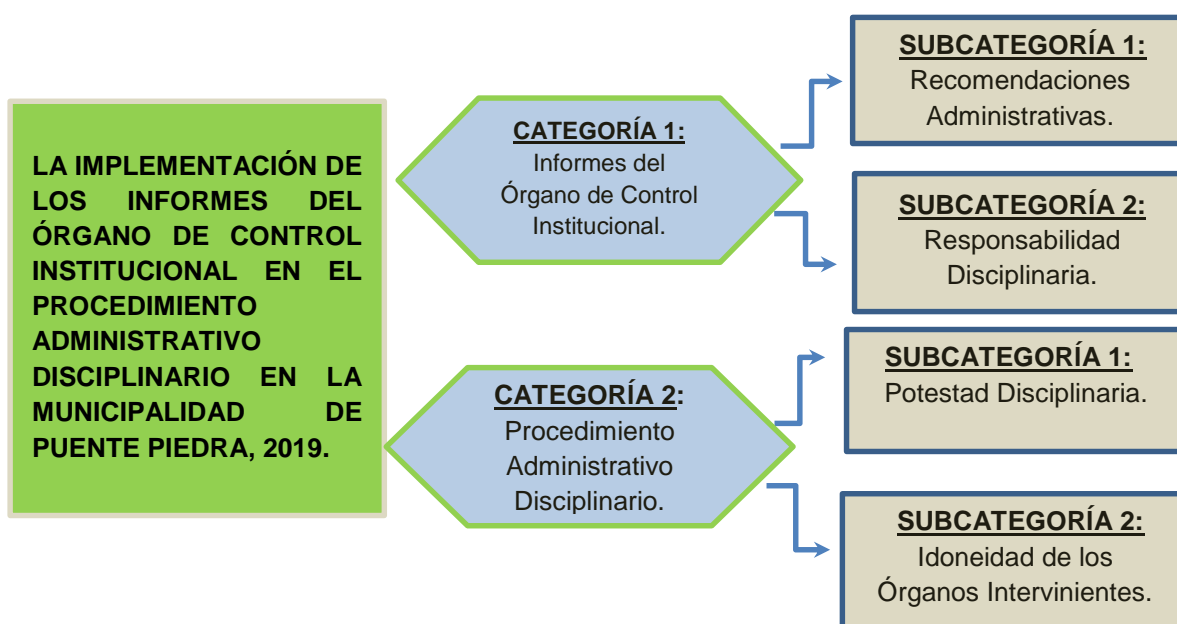 LA IMPLEMENTACIÓN DE
LOS INFORMES DEL
ÓRGANO DE CONTROL
INSTITUCIONAL EN EL
PROCEDIMIENTO
ADMINISTRATIVO
DISCIPLINARIO EN LA
MUNICIPALIDAD DE
PUENTE PIEDRA, 2019.
CATEGORÍA 1:
Informes del
Órgano de Control
Institucional.
SUBCATEGORÍA 1:
Recomendaciones
Administrativas.
SUBCATEGORÍA 2:
Responsabilidad
Disciplinaria.
CATEGORÍA 2:
Procedimiento
Administrativo
Disciplinario.
SUBCATEGORÍA 1:
Potestad Disciplinaria.
SUBCATEGORÍA 2:
Idoneidad de los
Órganos Intervinientes.